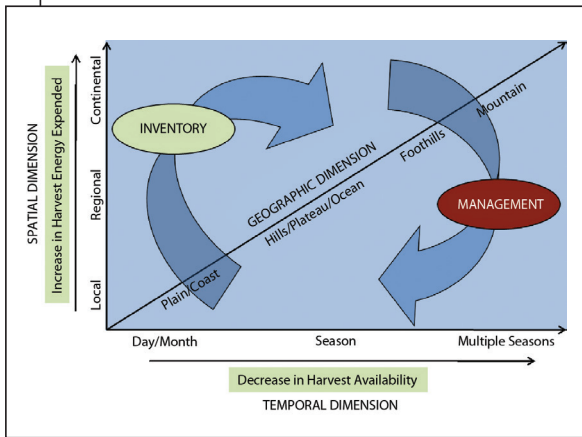 SPATIAL DIMENSION
Increase in Harvest Energy Expended
Continental
Regional
Local
INVENTORY
MANAGEMENT
GEOGRAPHIC DIMENSION
Plain/Coast
Hills/Plateau/Ocean
Foothills
Mountain
Day/Month
Season
Multiple Seasons
Decrease in Harvest Availability
TEMPORAL DIMENSION